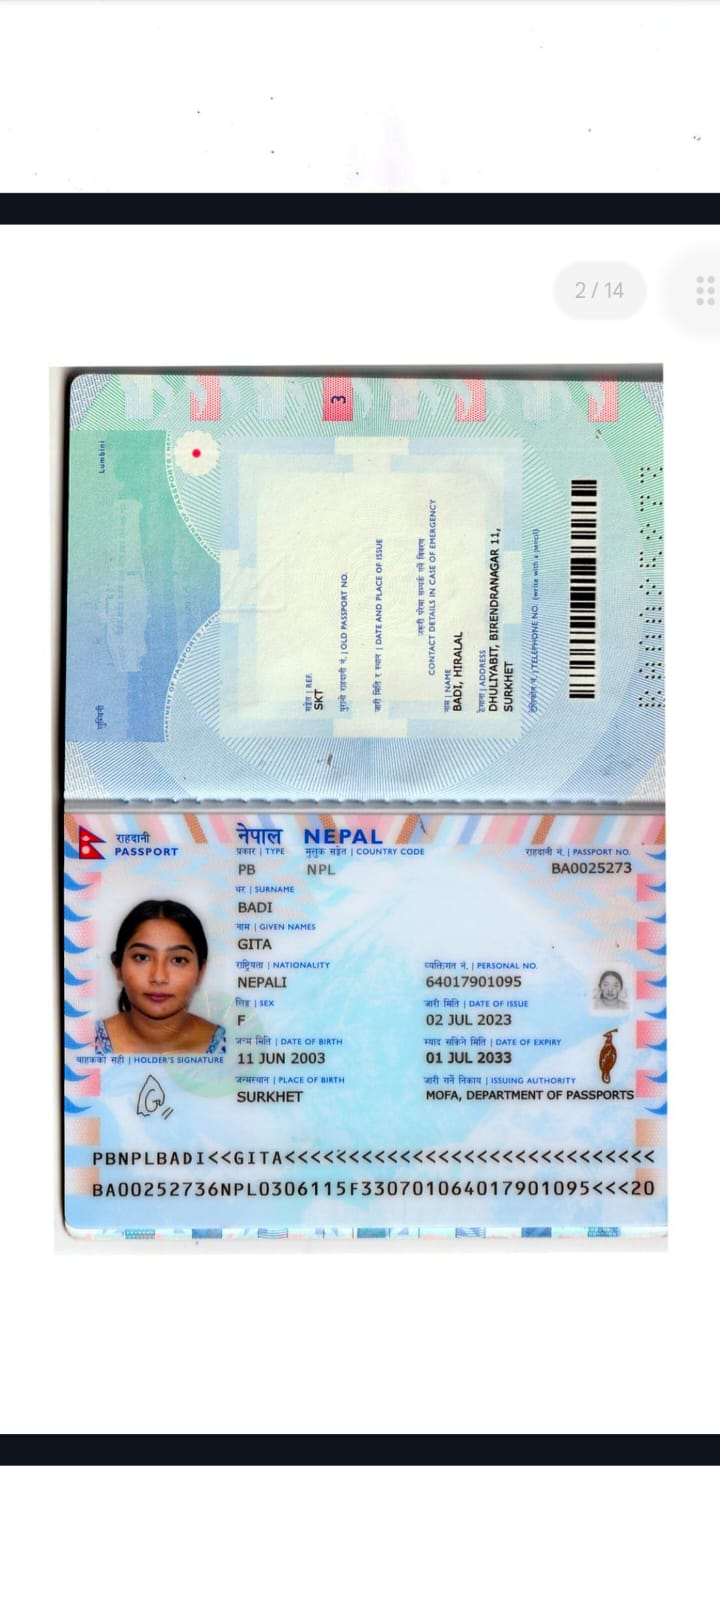 2 / 14
3
Lumbini
लुम्बिनी
सङ्केत | REF.
SKT
पुरानो राहदानी नं. | OLD PASSPORT NO.
जारी मिति र स्थान | DATE AND PLACE OF ISSUE
जरूरी परेमा सम्पर्क गर्ने विवरण
CONTACT DETAILS IN CASE OF EMERGENCY
नाम | NAME
BADI, HIRALAL
ठेगाना | ADDRESS
DHULIYABIT, BIRENDRANAGAR 11,
SURKHET
टेलिफोन नं. | TELEPHONE NO. (write with a pencil)
राहदानी
PASSPORT
नेपाल NEPAL
प्रकार | TYPE मुलुक सङ्केत | COUNTRY CODE राहदानी नं. | PASSPORT NO.
PB NPL BA0025273
थर | SURNAME
BADI
नाम | GIVEN NAMES
GITA
राष्ट्रियता | NATIONALITY व्यक्तिगत नं. | PERSONAL NO.
NEPALI 64017901095
लिङ्ग | SEX जारी मिति | DATE OF ISSUE
F 02 JUL 2023
जन्म मिति | DATE OF BIRTH म्याद सकिने मिति | DATE OF EXPIRY
11 JUN 2003 01 JUL 2033
वाहकको सही | HOLDER'S SIGNATURE
जन्मस्थान | PLACE OF BIRTH जारी गर्ने निकाय | ISSUING AUTHORITY
SURKHET MOFA, DEPARTMENT OF PASSPORTS
PBNPLBADI<<GITA<<<<<<<<<<<<<<<<<<<<<<<<<<<<<
BA00252736NPL0306115F33070106401790​1095<<<20